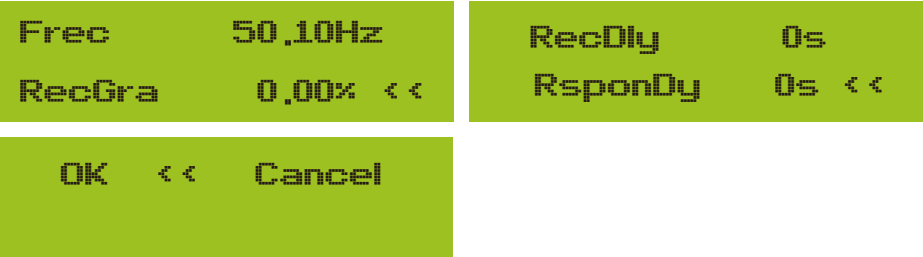 Frec 50.10Hz
RecGra 0.00% <<
RecDly 0s
RsponDy 0s <<
OK << Cancel